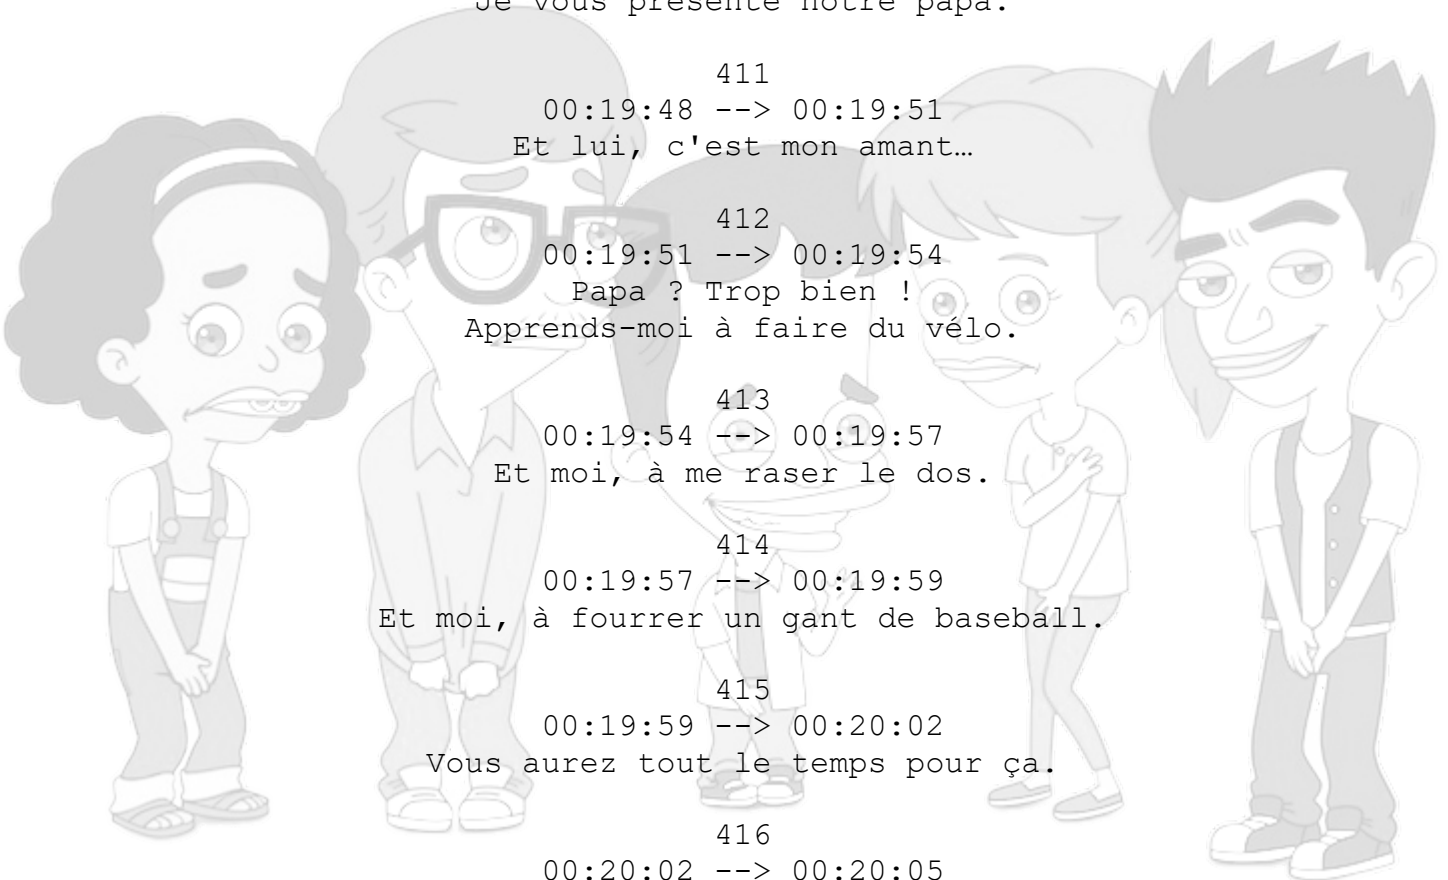 Je vous présente notre papa.
411
00:19:48 --> 00:19:51
Et lui, c'est mon amant…
412
00:19:51 --> 00:19:54
Papa ? Trop bien !
Apprends-moi à faire du vélo.
413
00:19:54 --> 00:19:57
Et moi, à me raser le dos.
414
00:19:57 --> 00:19:59
Et moi, à fourrer un gant de baseball.
415
00:19:59 --> 00:20:02
Vous aurez tout le temps pour ça.
416
00:20:02 --> 00:20:05